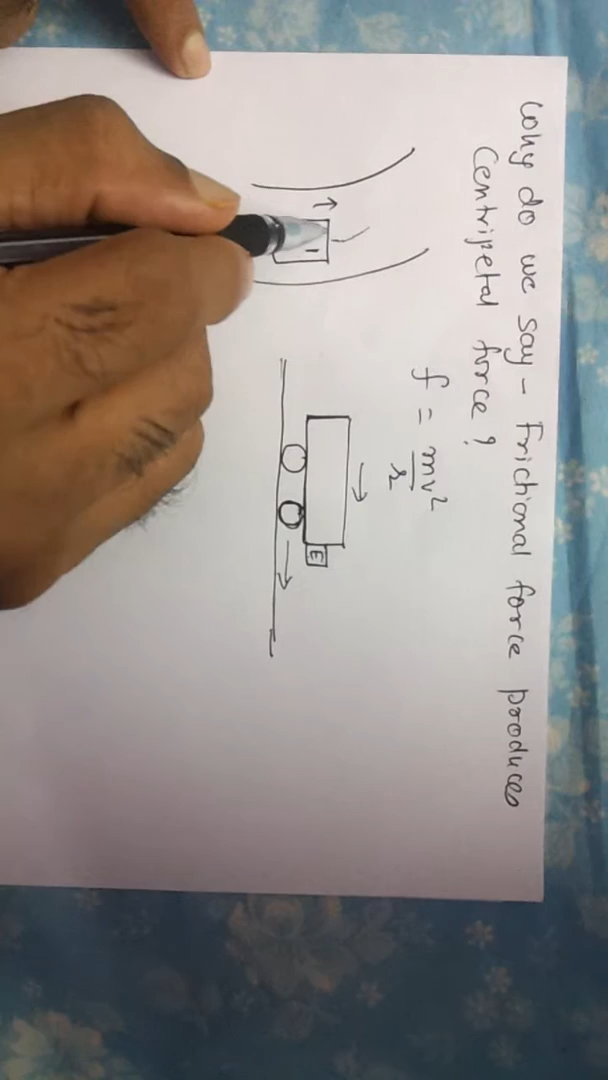 Why do we say - Frictional force produces
Centripetal force?
f = mv²
r
E